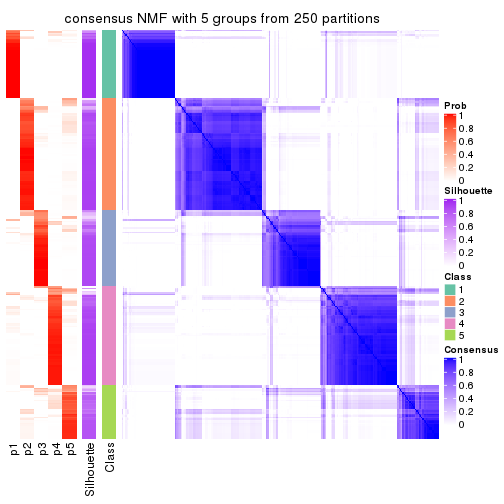 consensus NMF with 5 groups from 250 partitions
Prob
1
0.8
0.6
0.4
0.2
0
Silhouette
1
0.8
0.6
0.4
0.2
0
Class
1
2
3
4
5
Consensus
1
0.8
0.6
0.4
0.2
0
p1
p2
p3
p4
p5
Silhouette
Class